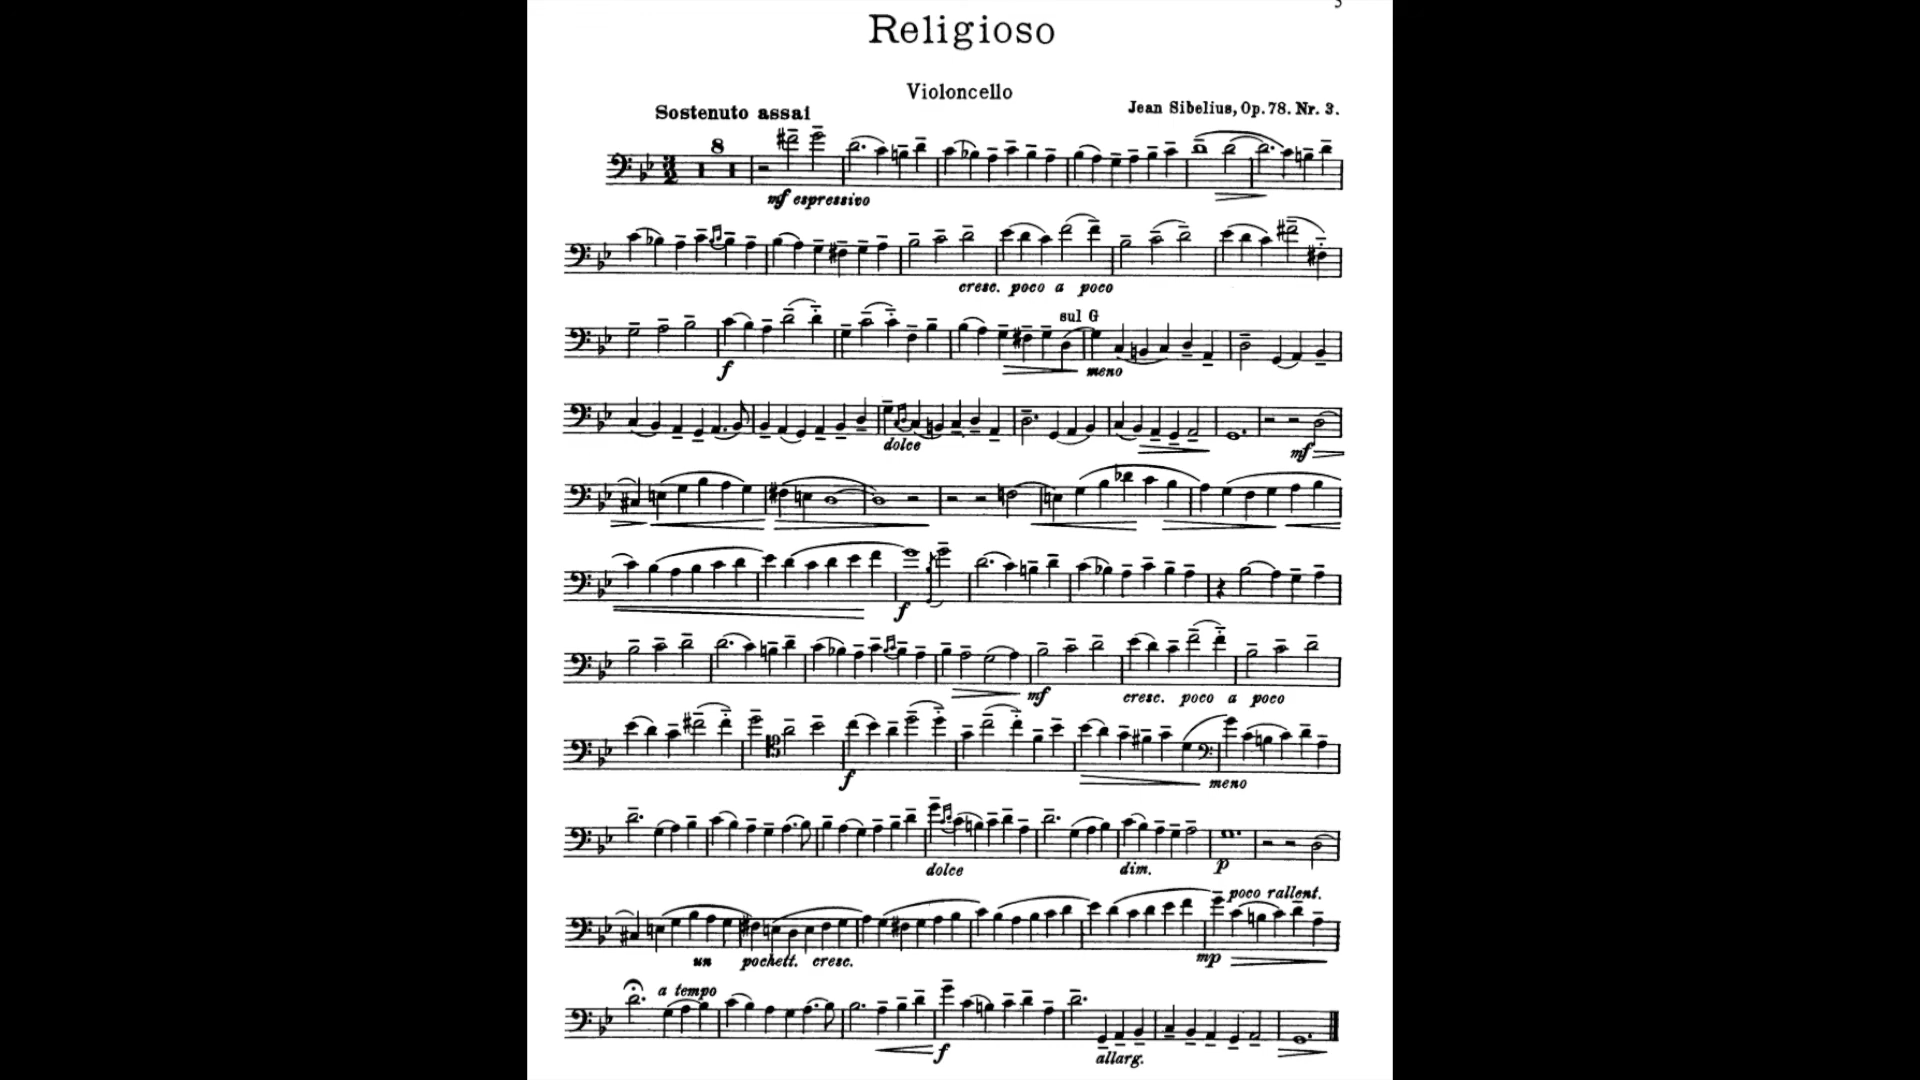 Religioso
Violoncello
Sostenuto assai
Jean Sibelius, Op. 78. Nr. 3.
8
mf espressivo
cresc. poco a poco
sul G
f meno
dolce mf
f
mf cresc. poco a poco
f meno
dolce dim. p
poco rallent.
un pochett. cresc. mp
a tempo
f allarg.